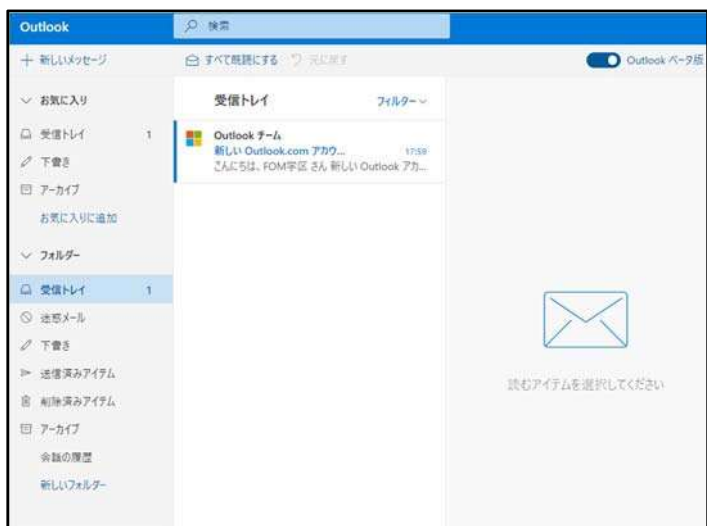 Outlook
検索
新しいメッセージ
すべて既読にする 元に戻す
Outlook ベータ版
お気に入り
受信トレイ 1
下書き
アーカイブ
お気に入りに追加
フォルダー
受信トレイ 1
迷惑メール
下書き
送信済みアイテム
削除済みアイテム
アーカイブ
会話の履歴
新しいフォルダー
受信トレイ フィルター
Outlook チーム
新しい Outlook.com アカウ... 17:59
こんにちは、FOM学区 さん 新しい Outlook アカ...
読むアイテムを選択してください